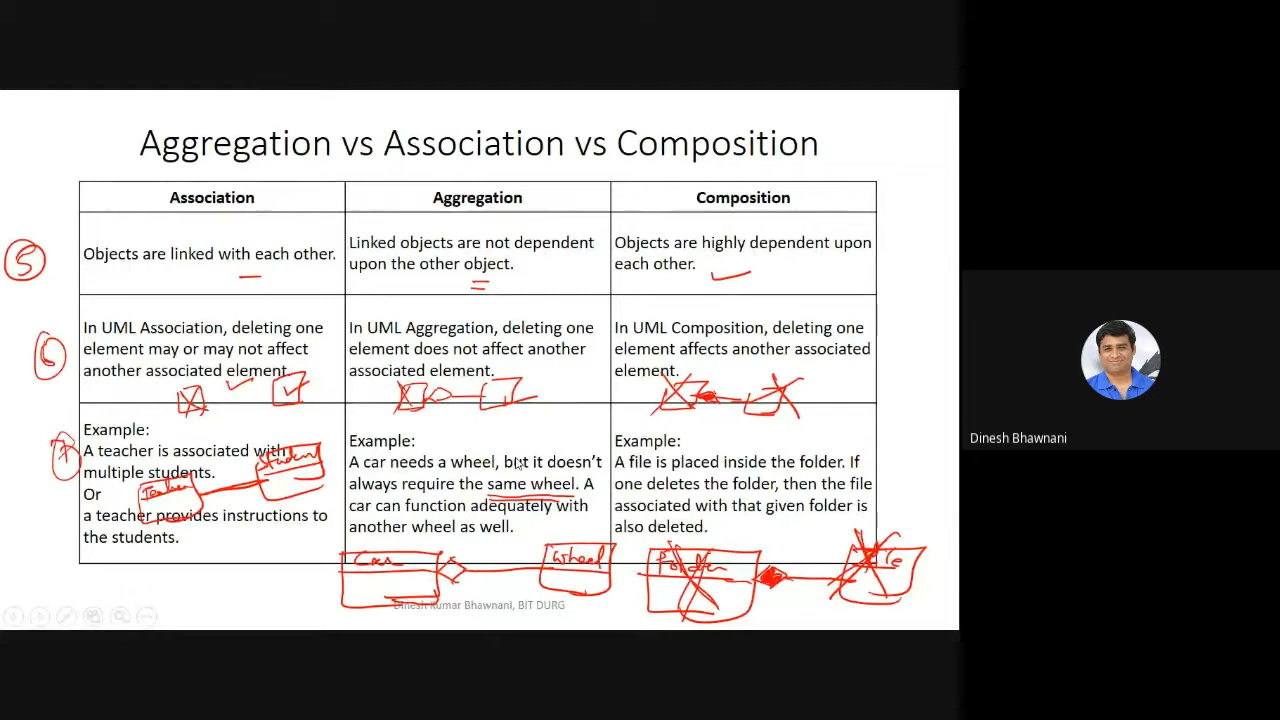 Aggregation vs Association vs Composition
Association
Aggregation
Composition
5
Objects are linked with each other.
Linked objects are not dependent
upon the other object.
Objects are highly dependent upon
each other.
6
In UML Association, deleting one
element may or may not affect
another associated element.
In UML Aggregation, deleting one
element does not affect another
associated element.
In UML Composition, deleting one
element affects another associated
element.
7
Example:
A teacher is associated with
multiple students.
Or
a teacher provides instructions to
the students.
Teacher
Student
Example:
A car needs a wheel, but it doesn’t
always require the same wheel. A
car can function adequately with
another wheel as well.
Example:
A file is placed inside the folder. If
one deletes the folder, then the file
associated with that given folder is
also deleted.
Car
Wheel
Folder
Dinesh Kumar Bhawnani, BIT DURG
Dinesh Bhawnani